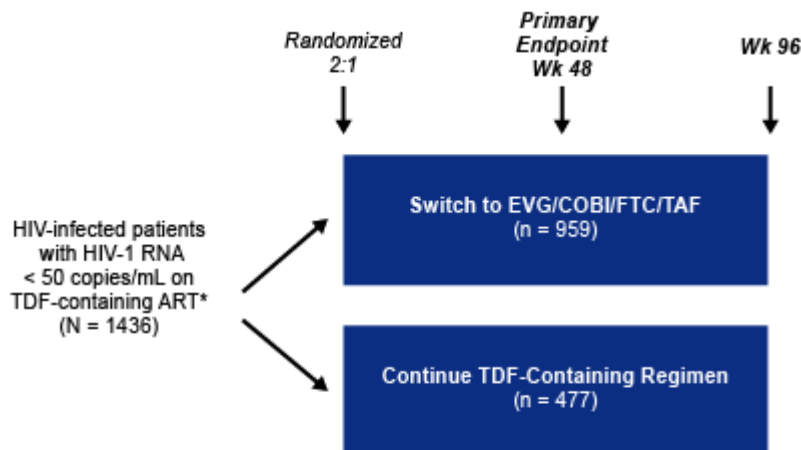 Randomized
2:1
Primary
Endpoint
Wk 48
Wk 96
HIV-infected patients
with HIV-1 RNA
< 50 copies/mL on
TDF-containing ART*
(N = 1436)
Switch to EVG/COBI/FTC/TAF
(n = 959)
Continue TDF-Containing Regimen
(n = 477)